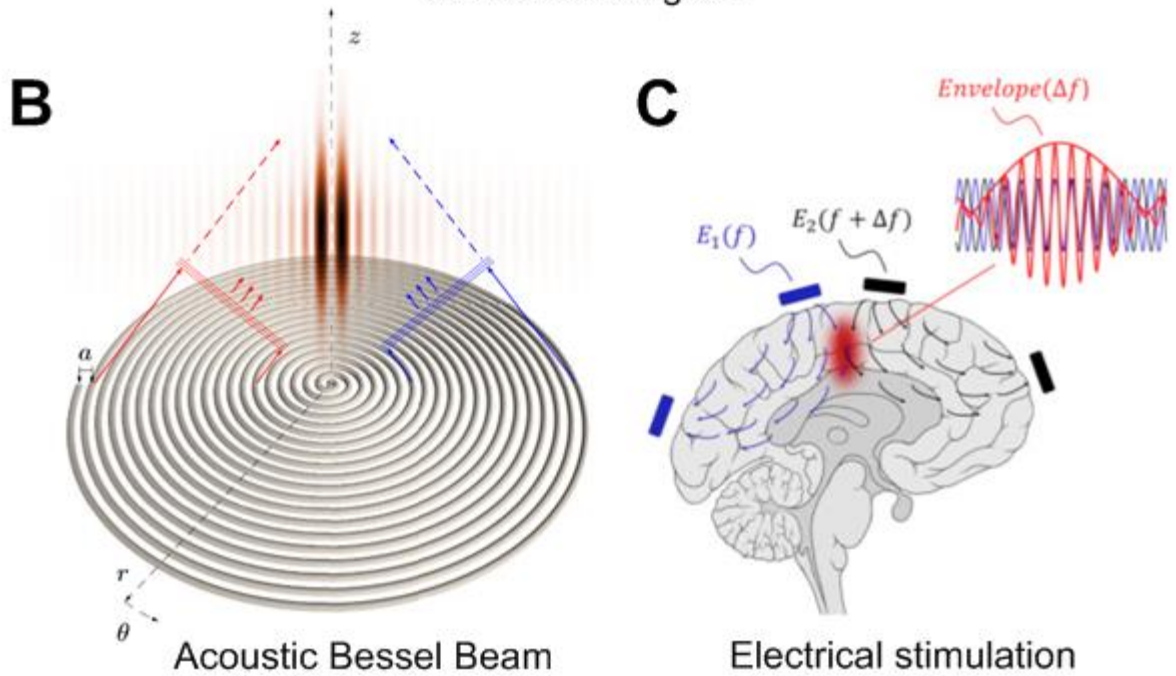 B
z
a
r
θ
Acoustic Bessel Beam
C
Envelope(Δf)
E₁(f)
E₂(f + Δf)
Electrical stimulation